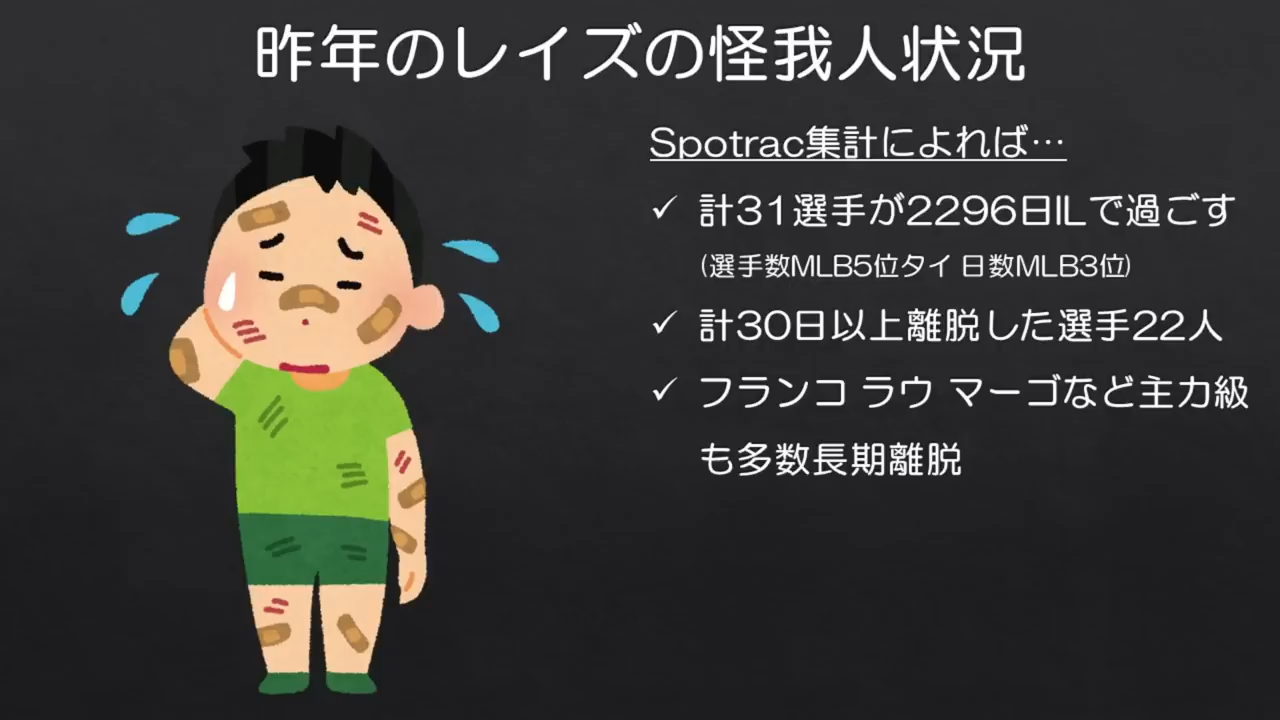 昨年のレイズの怪我人状況
Spotrac集計によれば…
✓ 計31選手が2296日ILで過ごす
(選手数MLB5位タイ 日数MLB3位)
✓ 計30日以上離脱した選手22人
✓ フランコ ラウ マーゴなど主力級
も多数長期離脱